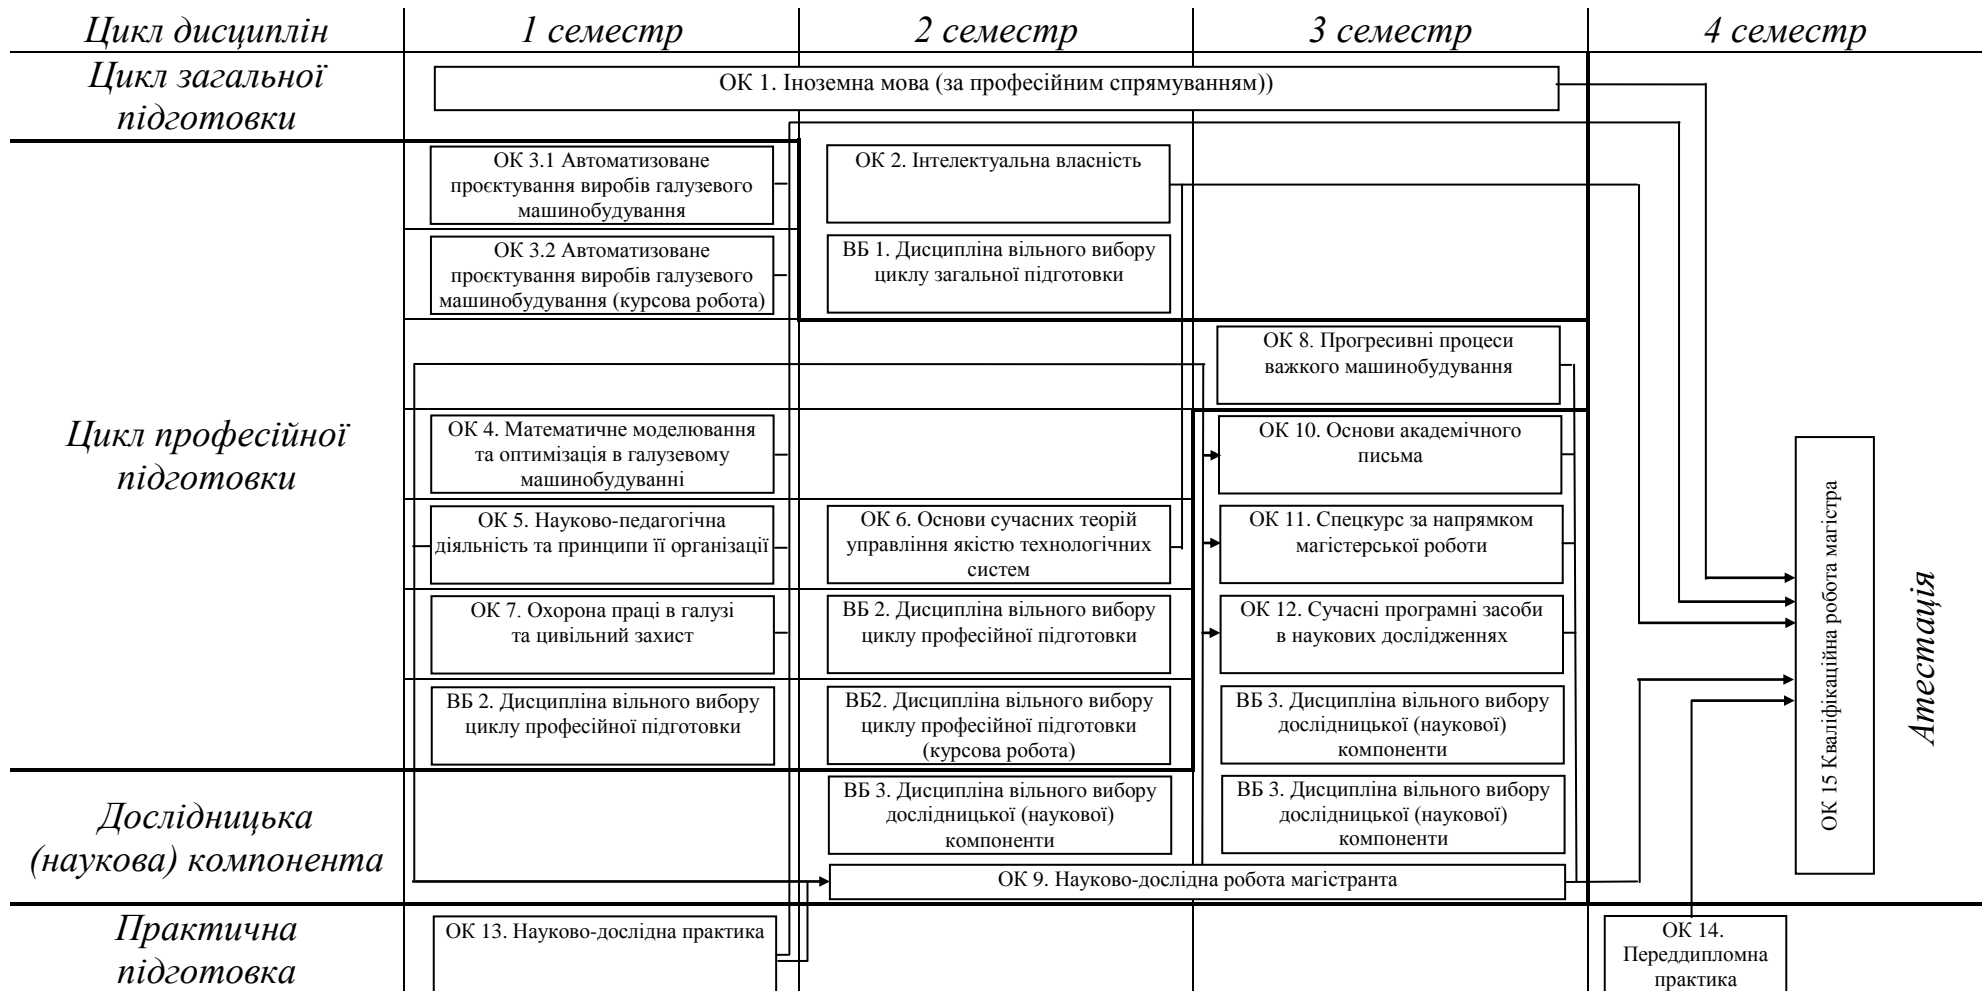 Цикл дисциплін
1 семестр
2 семестр
3 семестр
4 семестр
Цикл загальної
підготовки
ОК 1. Іноземна мова (за професійним спрямуванням))
ОК 3.1 Автоматизоване
проєктування виробів галузевого
машинобудування
ОК 2. Інтелектуальна власність
ОК 3.2 Автоматизоване
проєктування виробів галузевого
машинобудування (курсова робота)
ВБ 1. Дисципліна вільного вибору
циклу загальної підготовки
Цикл професійної
підготовки
ОК 8. Прогресивні процеси
важкого машинобудування
ОК 4. Математичне моделювання
та оптимізація в галузевому
машинобудуванні
ОК 10. Основи академічного
письма
ОК 5. Науково-педагогічна
діяльність та принципи її організації
ОК 6. Основи сучасних теорій
управління якістю технологічних
систем
ОК 11. Спецкурс за напрямком
магістерської роботи
ОК 7. Охорона праці в галузі
та цивільний захист
ВБ 2. Дисципліна вільного вибору
циклу професійної підготовки
ОК 12. Сучасні програмні засоби
в наукових дослідженнях
ВБ 2. Дисципліна вільного вибору
циклу професійної підготовки
ВБ2. Дисципліна вільного вибору
циклу професійної підготовки
(курсова робота)
ВБ 3. Дисципліна вільного вибору
дослідницької (наукової)
компоненти
ОК 15 Кваліфікаційна робота магістра
Атестація
Дослідницька
(наукова) компонента
ВБ 3. Дисципліна вільного вибору
дослідницької (наукової)
компоненти
ВБ 3. Дисципліна вільного вибору
дослідницької (наукової)
компоненти
ОК 9. Науково-дослідна робота магістранта
Практична
підготовка
ОК 13. Науково-дослідна практика
ОК 14.
Переддипломна
практика